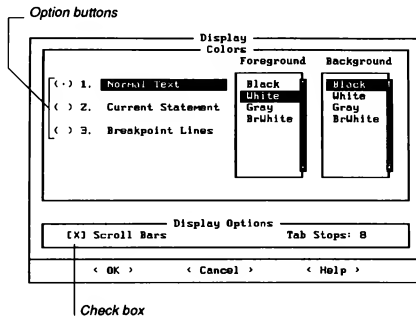 Option buttons
Display
Colors
Foreground Background
(·) 1. Normal Text
( ) 2. Current Statement
( ) 3. Breakpoint Lines
Black
White
Gray
BrWhite
Black
White
Gray
BrWhite
Display Options
[X] Scroll Bars Tab Stops: 8
< OK > < Cancel > < Help >
Check box